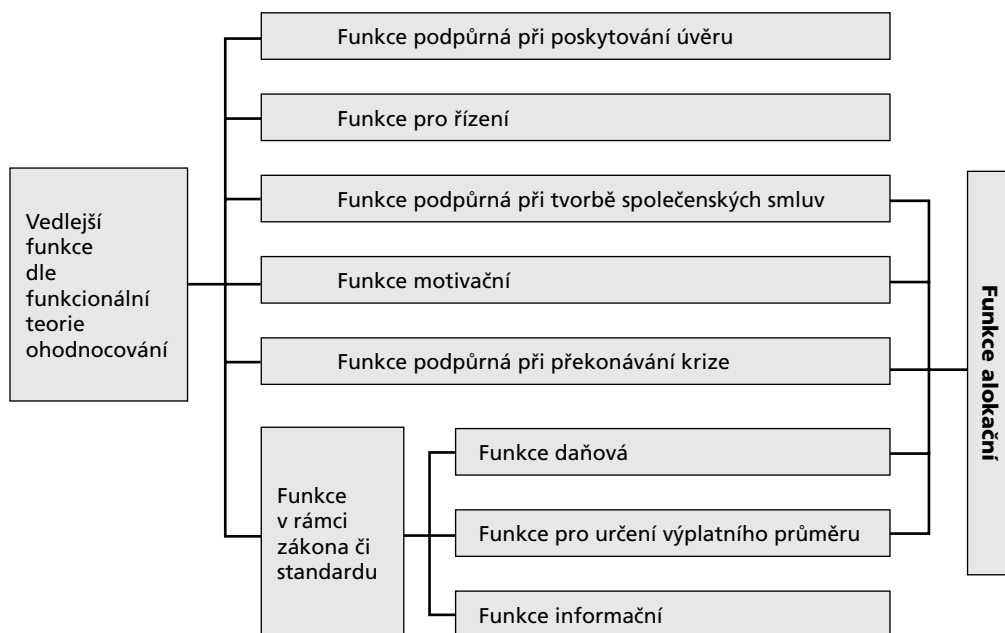 Funkce podpůrná při poskytování úvěru
Funkce pro řízení
Funkce podpůrná při tvorbě společenských smluv
Vedlejší
funkce
dle
funkcionální
teorie
ohodnocování
Funkce motivační
Funkce podpůrná při překonávání krize
Funkce alokační
Funkce
v rámci
zákona či
standardu
Funkce daňová
Funkce pro určení výplatního průměru
Funkce informační